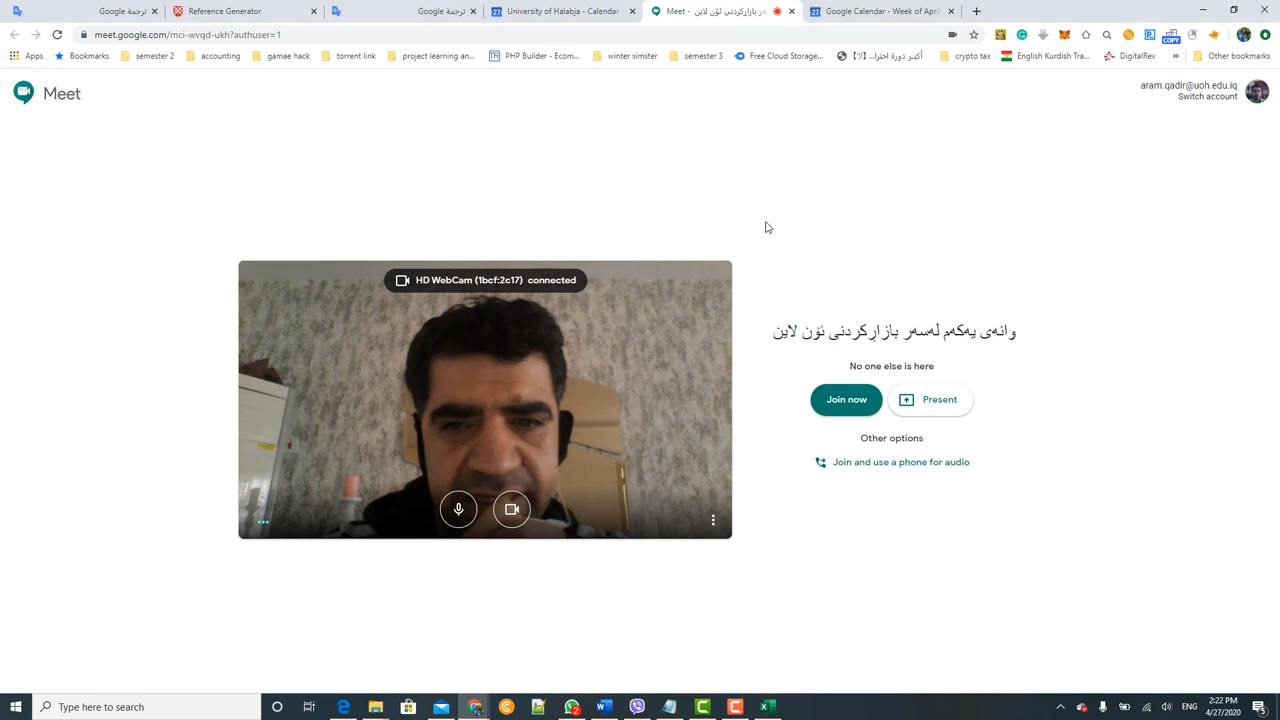 ترجمة Google
Reference Generator
ترجمة Google
University of Halabja - Calendar -
Meet - ەر بازاڕکردنی ئۆن لاین
Google Calendar - Week of April
meet.google.com/mci-wvqd-ukh?authuser=1
Apps Bookmarks semester 2 accounting gamae hack torrent link project learning an... PHP Builder - Ecom... winter simster semester 3 Free Cloud Storage... crypto tax English Kurdish Tra... DigitalRev » Other bookmarks
COPY
Meet
aram.qadir@uoh.edu.iq
Switch account
HD WebCam (1bcf:2c17) connected
وانەی یەکەم لەسەر بازاڕکردنی ئۆن لاین
No one else is here
Join now Present
Other options
Join and use a phone for audio
Type here to search
2
ENG
2:22 PM
4/27/2020